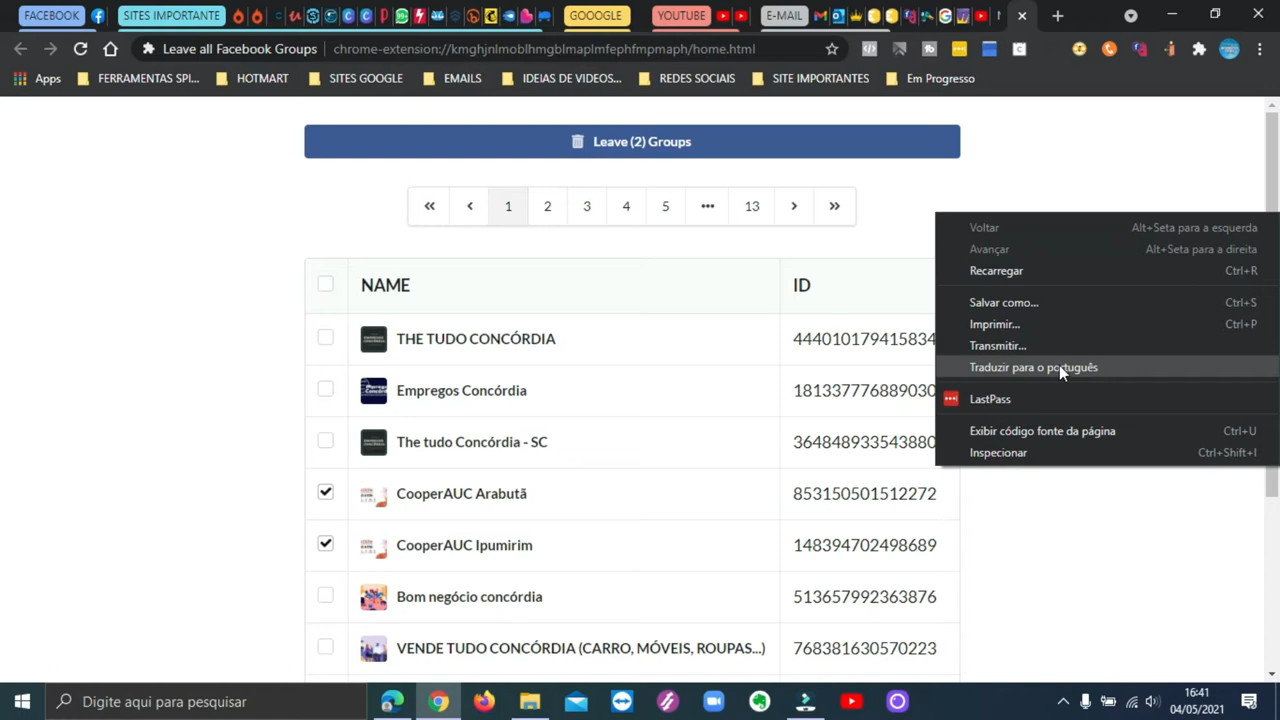 FACEBOOK
SITES IMPORTANTE
GOOOGLE
YOUTUBE
E-MAIL
Leave all Facebook Groups
chrome-extension://kmghjnlmoblhmgblmaplmfephfmpmaph/home.html
Apps
FERRAMENTAS SPI...
HOTMART
SITES GOOGLE
EMAILS
IDEIAS DE VIDEOS...
REDES SOCIAIS
SITE IMPORTANTES
Em Progresso
Leave (2) Groups
« ‹ 1 2 3 4 5 ••• 13 › »
NAME ID
THE TUDO CONCÓRDIA 444010179415834
Empregos Concórdia 181337776889030
The tudo Concórdia - SC 364848933543880
CooperAUC Arabutã 853150501512272
CooperAUC Ipumirim 148394702498689
Bom negócio concórdia 513657992363876
VENDE TUDO CONCÓRDIA (CARRO, MÓVEIS, ROUPAS...) 768381630570223
Voltar Alt+Seta para a esquerda
Avançar Alt+Seta para a direita
Recarregar Ctrl+R
Salvar como... Ctrl+S
Imprimir... Ctrl+P
Transmitir...
Traduzir para o português
LastPass
Exibir código fonte da página Ctrl+U
Inspecionar Ctrl+Shift+I
Digite aqui para pesquisar
16:41
04/05/2021